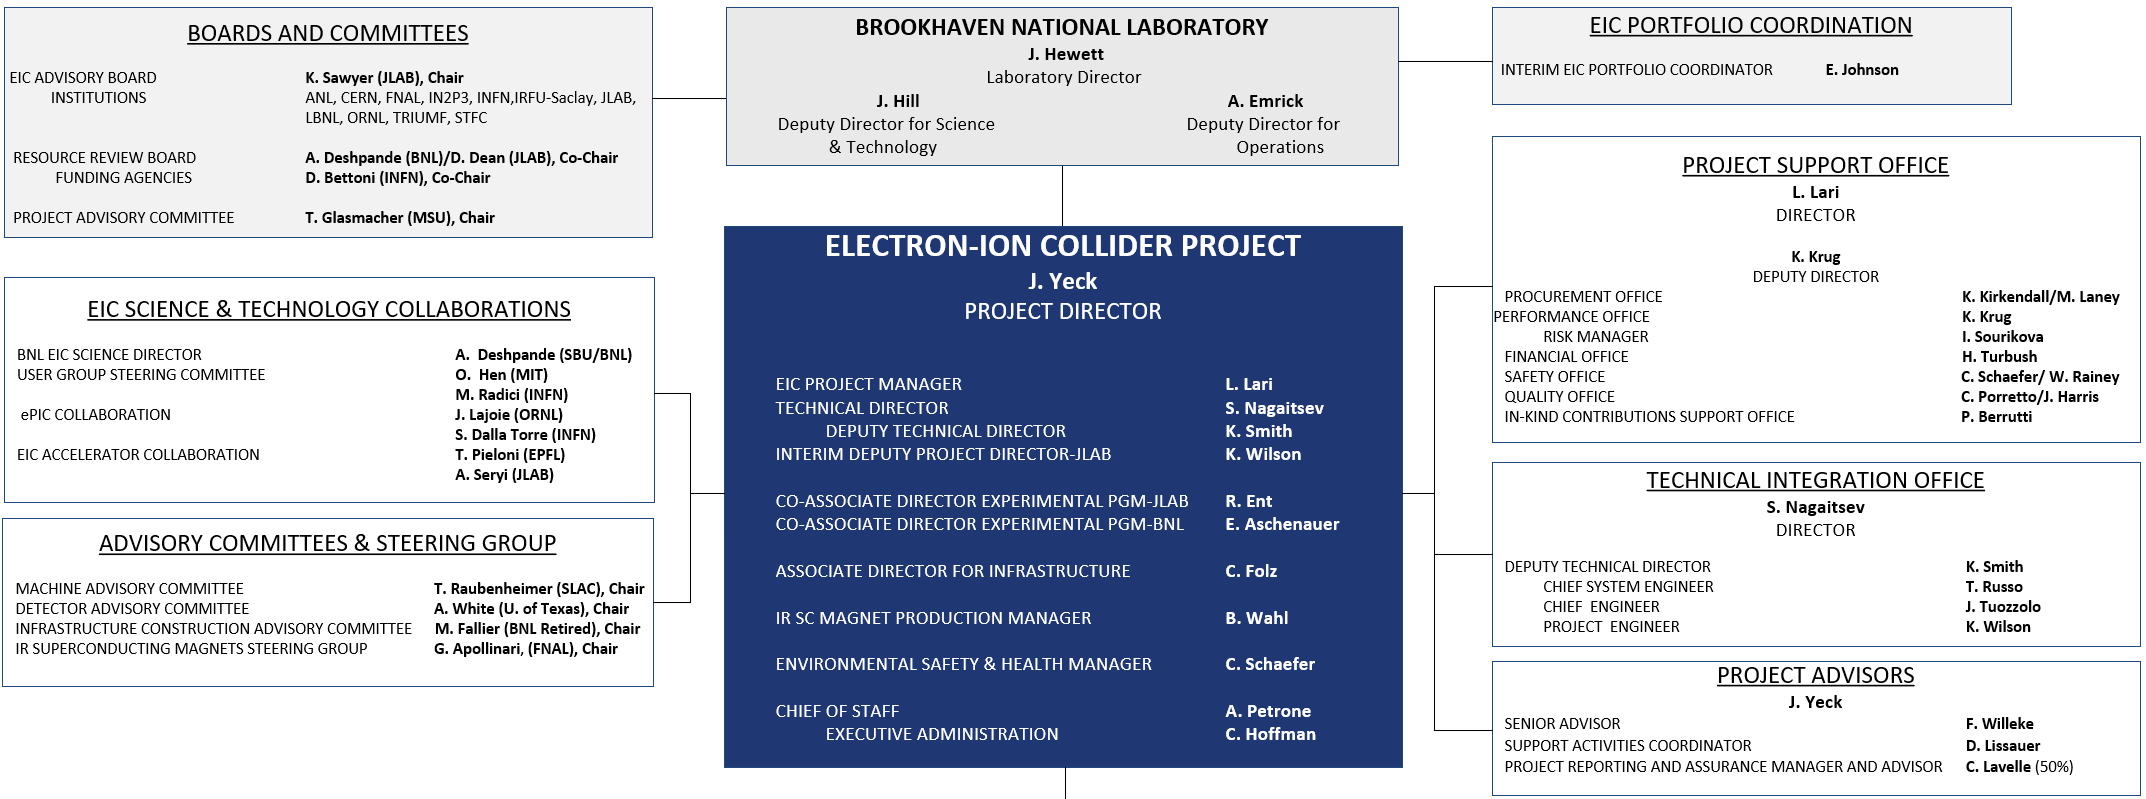 BOARDS AND COMMITTEES
EIC ADVISORY BOARD K. Sawyer (JLAB), Chair
INSTITUTIONS ANL, CERN, FNAL, IN2P3, INFN,IRFU-Saclay, JLAB,
LBNL, ORNL, TRIUMF, STFC
RESOURCE REVIEW BOARD A. Deshpande (BNL)/D. Dean (JLAB), Co-Chair
FUNDING AGENCIES D. Bettoni (INFN), Co-Chair
PROJECT ADVISORY COMMITTEE T. Glasmacher (MSU), Chair
BROOKHAVEN NATIONAL LABORATORY
J. Hewett
Laboratory Director
J. Hill
Deputy Director for Science
& Technology
A. Emrick
Deputy Director for
Operations
EIC PORTFOLIO COORDINATION
INTERIM EIC PORTFOLIO COORDINATOR E. Johnson
EIC SCIENCE & TECHNOLOGY COLLABORATIONS
BNL EIC SCIENCE DIRECTOR A. Deshpande (SBU/BNL)
USER GROUP STEERING COMMITTEE O. Hen (MIT)
M. Radici (INFN)
ePIC COLLABORATION J. Lajoie (ORNL)
S. Dalla Torre (INFN)
EIC ACCELERATOR COLLABORATION T. Pieloni (EPFL)
A. Seryi (JLAB)
ADVISORY COMMITTEES & STEERING GROUP
MACHINE ADVISORY COMMITTEE T. Raubenheimer (SLAC), Chair
DETECTOR ADVISORY COMMITTEE A. White (U. of Texas), Chair
INFRASTRUCTURE CONSTRUCTION ADVISORY COMMITTEE M. Fallier (BNL Retired), Chair
IR SUPERCONDUCTING MAGNETS STEERING GROUP G. Apollinari, (FNAL), Chair
ELECTRON-ION COLLIDER PROJECT
J. Yeck
PROJECT DIRECTOR
EIC PROJECT MANAGER L. Lari
TECHNICAL DIRECTOR S. Nagaitsev
DEPUTY TECHNICAL DIRECTOR K. Smith
INTERIM DEPUTY PROJECT DIRECTOR-JLAB K. Wilson
CO-ASSOCIATE DIRECTOR EXPERIMENTAL PGM-JLAB R. Ent
CO-ASSOCIATE DIRECTOR EXPERIMENTAL PGM-BNL E. Aschenauer
ASSOCIATE DIRECTOR FOR INFRASTRUCTURE C. Folz
IR SC MAGNET PRODUCTION MANAGER B. Wahl
ENVIRONMENTAL SAFETY & HEALTH MANAGER C. Schaefer
CHIEF OF STAFF A. Petrone
EXECUTIVE ADMINISTRATION C. Hoffman
PROJECT SUPPORT OFFICE
L. Lari
DIRECTOR
K. Krug
DEPUTY DIRECTOR
PROCUREMENT OFFICE K. Kirkendall/M. Laney
PERFORMANCE OFFICE K. Krug
RISK MANAGER I. Sourikova
FINANCIAL OFFICE H. Turbush
SAFETY OFFICE C. Schaefer/ W. Rainey
QUALITY OFFICE C. Porretto/J. Harris
IN-KIND CONTRIBUTIONS SUPPORT OFFICE P. Berrutti
TECHNICAL INTEGRATION OFFICE
S. Nagaitsev
DIRECTOR
DEPUTY TECHNICAL DIRECTOR K. Smith
CHIEF SYSTEM ENGINEER T. Russo
CHIEF ENGINEER J. Tuozzolo
PROJECT ENGINEER K. Wilson
PROJECT ADVISORS
J. Yeck
SENIOR ADVISOR F. Willeke
SUPPORT ACTIVITIES COORDINATOR D. Lissauer
PROJECT REPORTING AND ASSURANCE MANAGER AND ADVISOR C. Lavelle (50%)